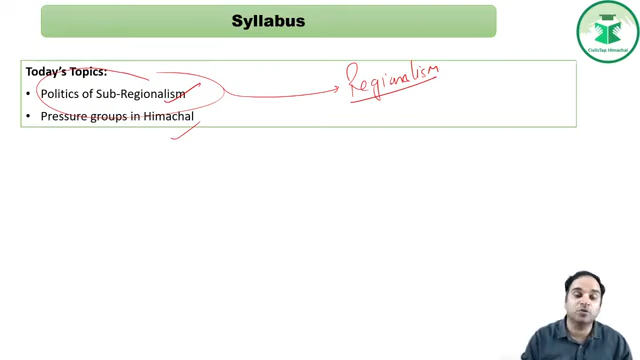 Syllabus
CivilsTap Himachal
Today's Topics:
Regionalism
• Politics of Sub-Regionalism
• Pressure groups in Himachal